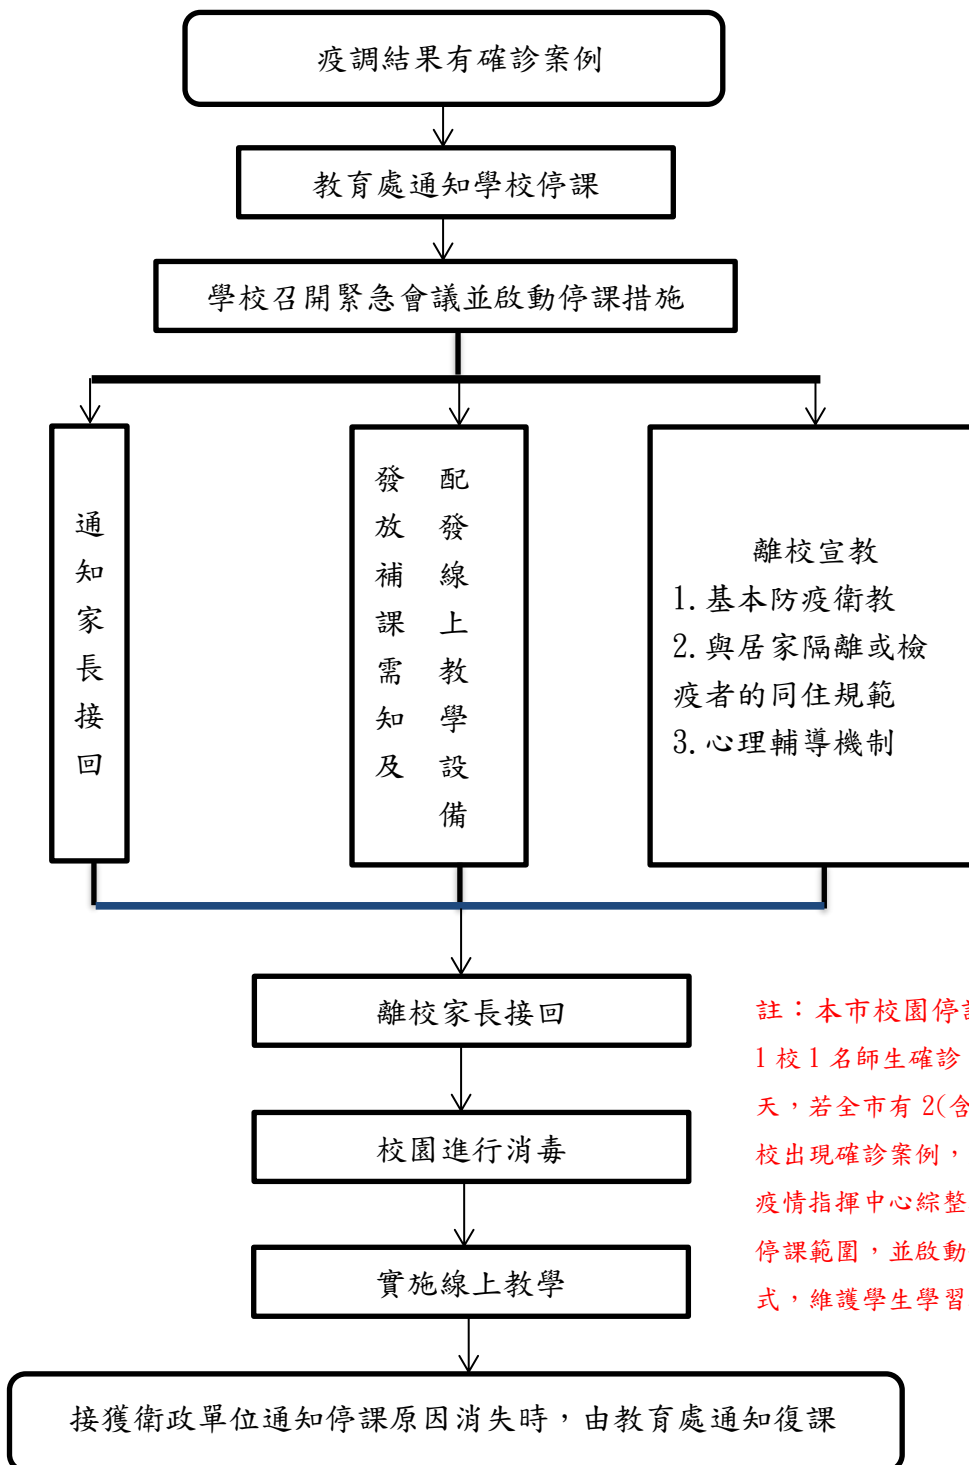 疫調結果有確診案例
教育處通知學校停課
學校召開緊急會議並啟動停課措施
通知家長接回
發放補課需知及
配發線上教學設備
離校宣教
1.基本防疫衛教
2.與居家隔離或檢
疫者的同住規範
3.心理輔導機制
離校家長接回
校園進行消毒
實施線上教學
註：本市校園停課
1校1名師生確診
天，若全市有2(含
校出現確診案例，
疫情指揮中心綜整
停課範圍，並啟動
式，維護學生學習
接獲衛政單位通知停課原因消失時，由教育處通知復課